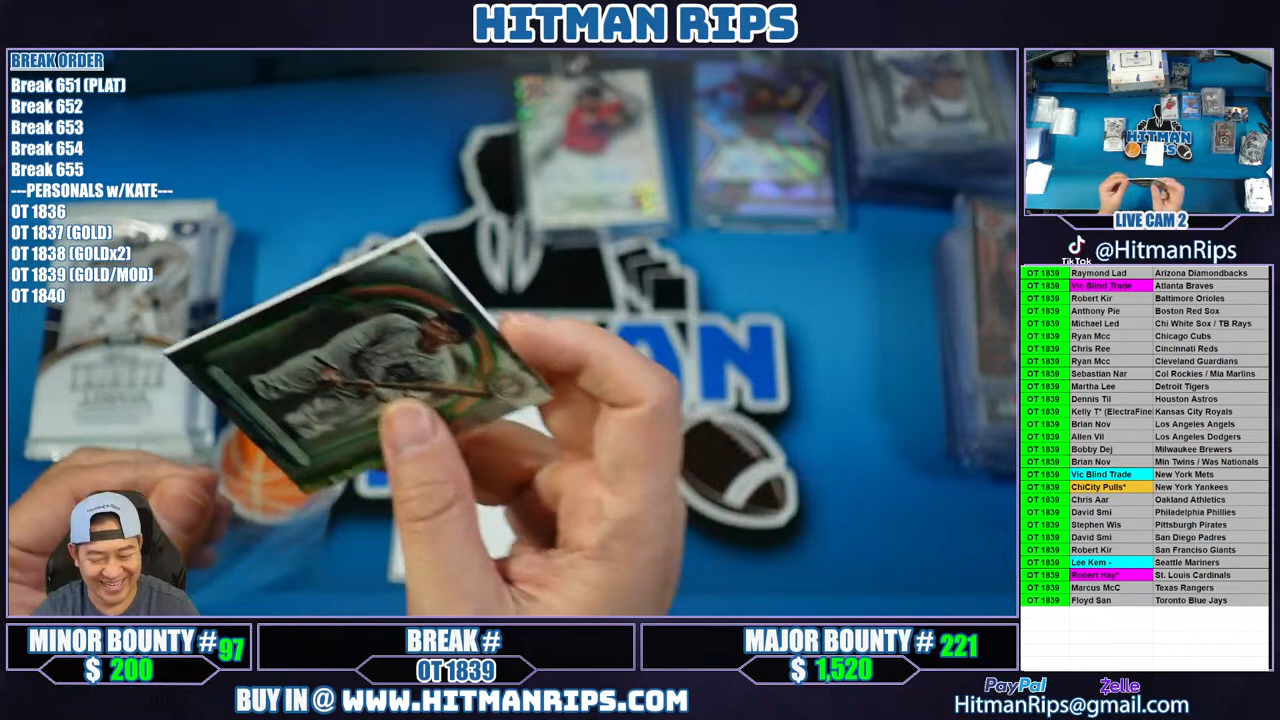 HITMAN RIPS
BREAK ORDER
Break 651 (PLAT)
Break 652
Break 653
Break 654
Break 655
---PERSONALS w/KATE---
OT 1836
OT 1837 (GOLD)
OT 1838 (GOLDx2)
OT 1839 (GOLD/MOD)
OT 1840
HITMAN
LIVE CAM 2
TikTok @HitmanRips
OT 1839 Raymond Lad Arizona Diamondbacks
OT 1839 Vic Blind Trade Atlanta Braves
OT 1839 Robert Kir Baltimore Orioles
OT 1839 Anthony Pie Boston Red Sox
OT 1839 Michael Led Chi White Sox / TB Rays
OT 1839 Ryan Mcc Chicago Cubs
OT 1839 Chris Ree Cincinnati Reds
OT 1839 Ryan Mcc Cleveland Guardians
OT 1839 Sebastian Nar Col Rockies / Mia Marlins
OT 1839 Martha Lee Detroit Tigers
OT 1839 Dennis Til Houston Astros
OT 1839 Kelly T* (ElectraFine Kansas City Royals
OT 1839 Brian Nov Los Angeles Angels
OT 1839 Allen Vil Los Angeles Dodgers
OT 1839 Bobby Dej Milwaukee Brewers
OT 1839 Brian Nov Min Twins / Was Nationals
OT 1839 Vic Blind Trade New York Mets
OT 1839 ChiCity Pulls* New York Yankees
OT 1839 Chris Aar Oakland Athletics
OT 1839 David Smi Philadelphia Phillies
OT 1839 Stephen Wis Pittsburgh Pirates
OT 1839 David Smi San Diego Padres
OT 1839 Robert Kir San Franciso Giants
OT 1839 Lee Kem - Seattle Mariners
OT 1839 Robert Hay* St. Louis Cardinals
OT 1839 Marcus McC Texas Rangers
OT 1839 Floyd San Toronto Blue Jays
MINOR BOUNTY # 97
$ 200
BREAK #
OT 1839
MAJOR BOUNTY # 221
$ 1,520
BUY IN @ WWW.HITMANRIPS.COM
PayPal Zelle
HitmanRips@gmail.com